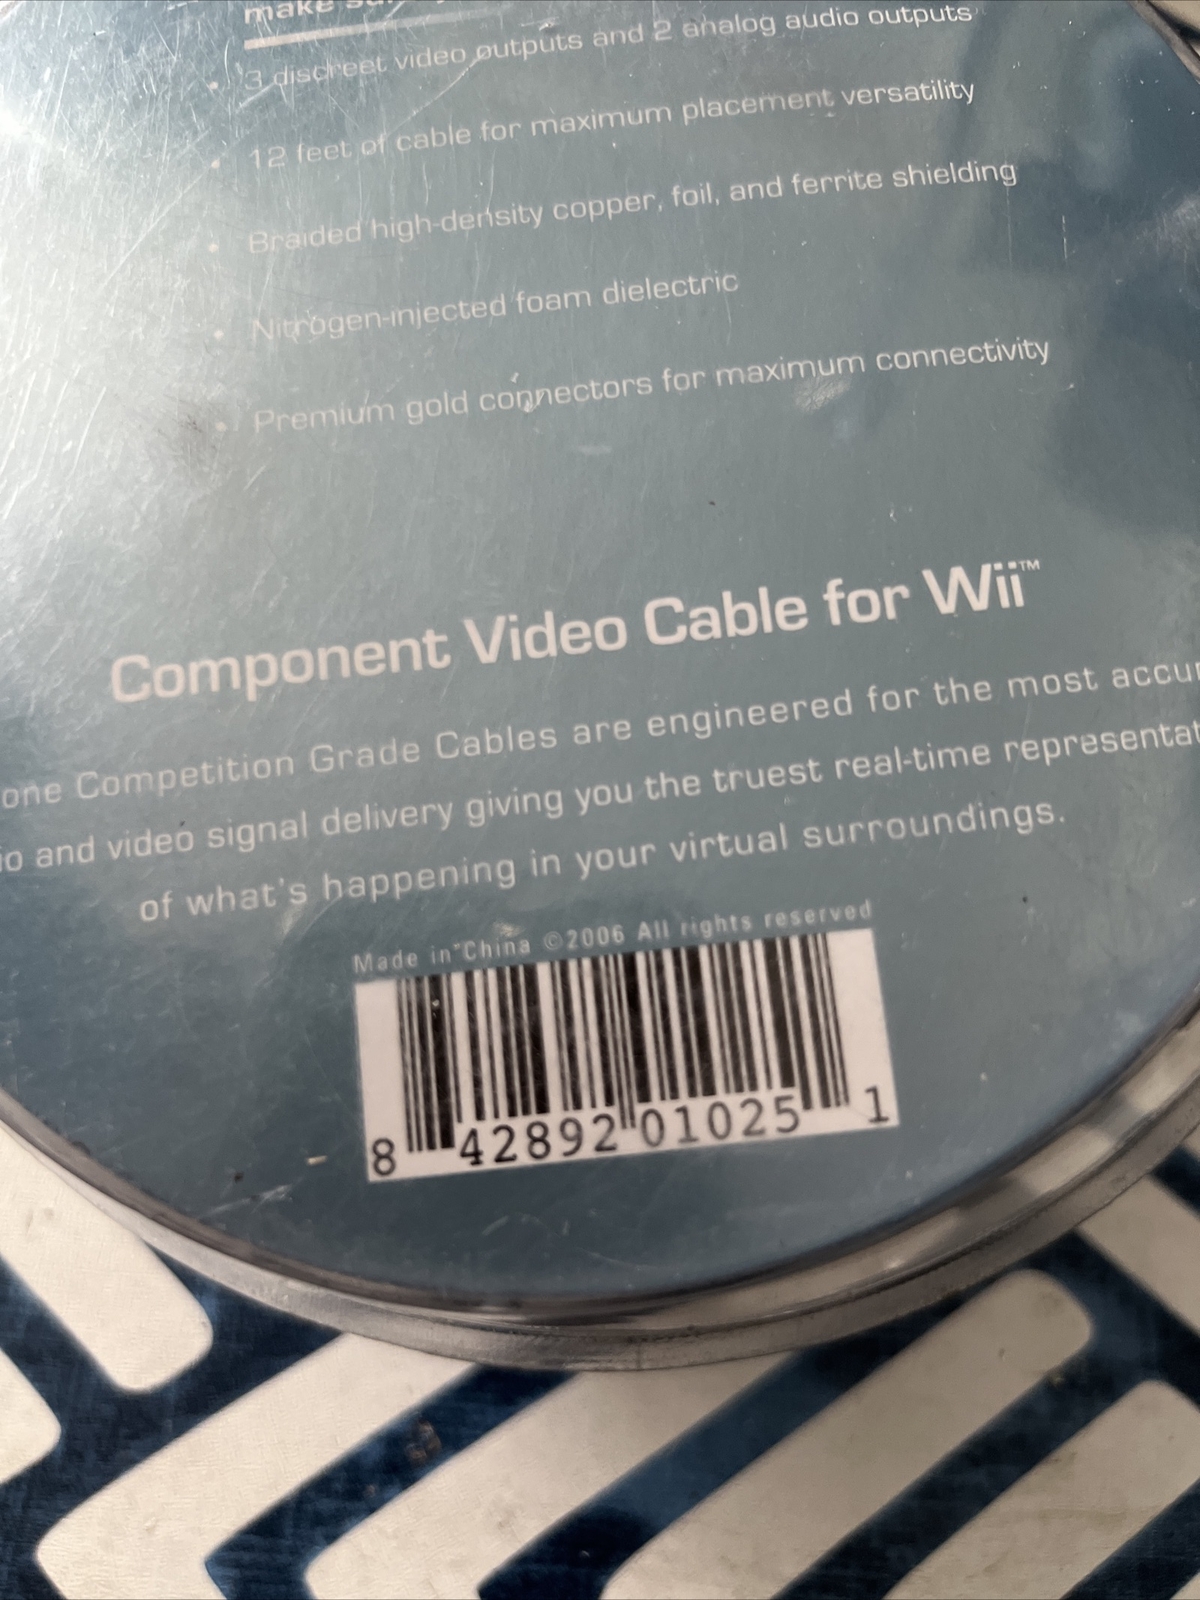 make
• 3 discreet video outputs and 2 analog audio outputs
• 12 feet of cable for maximum placement versatility
• Braided high-density copper, foil, and ferrite shielding
• Nitrogen-injected foam dielectric
• Premium gold connectors for maximum connectivity
Component Video Cable for Wii™
one Competition Grade Cables are engineered for the most accur
io and video signal delivery giving you the truest real-time representat
of what's happening in your virtual surroundings.
Made in China ©2006 All rights reserved
8 42892 01025 1